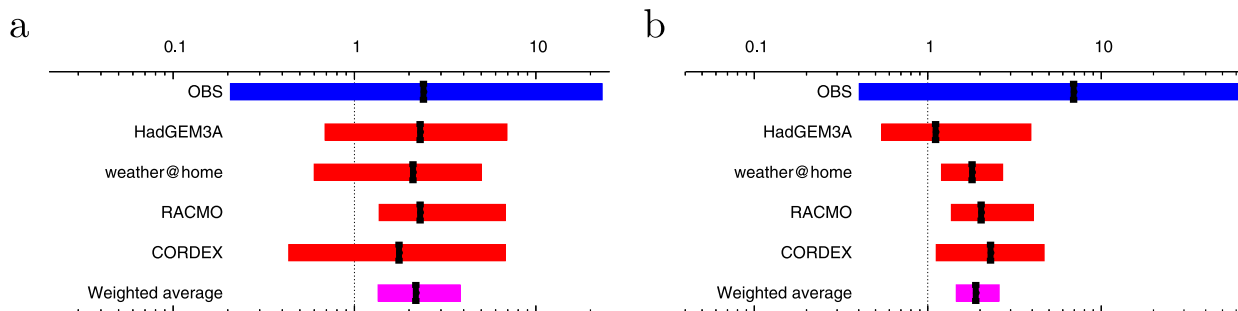 a
0.1 1 10
OBS
HadGEM3A
weather@home
RACMO
CORDEX
Weighted average
b
0.1 1 10
OBS
HadGEM3A
weather@home
RACMO
CORDEX
Weighted average